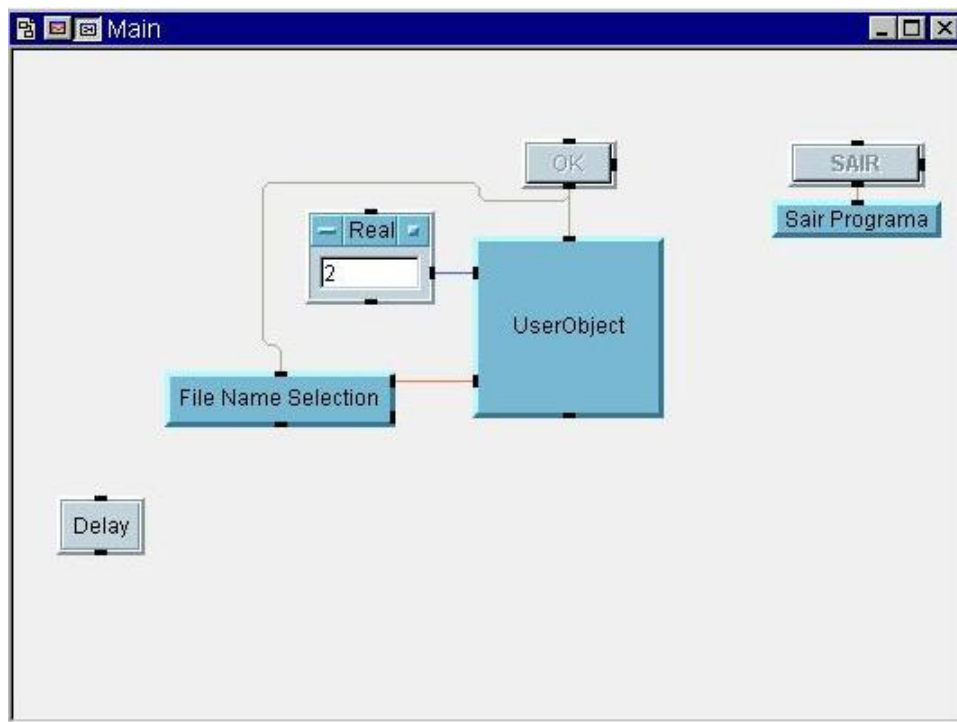 Main
OK
SAIR
Real
Sair Programa
2
UserObject
File Name Selection
Delay